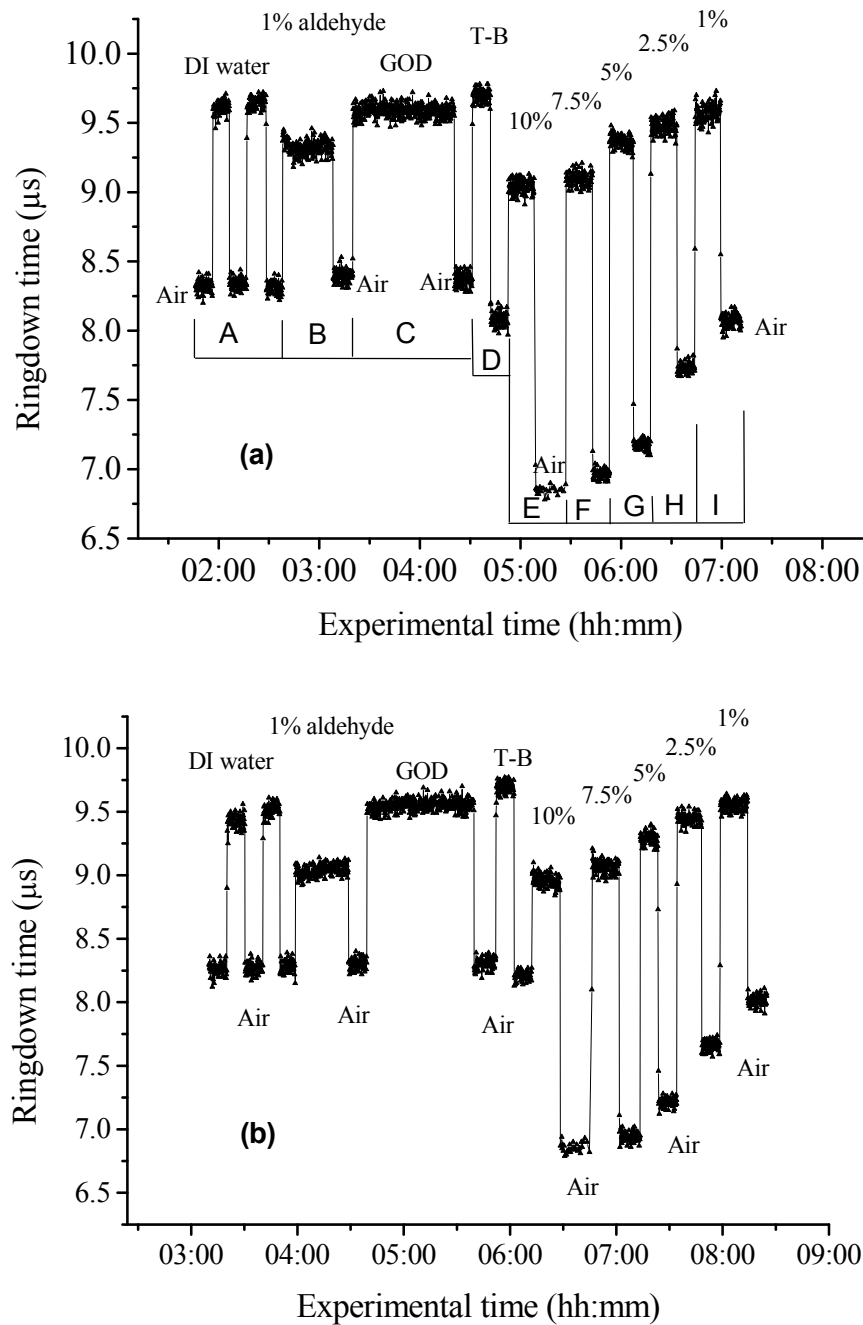 1%
1% aldehyde
2.5%
T-B
GOD
5%
DI water
7.5%
10%
10.0
9.5
9.0
8.5
8.0
7.5
7.0
6.5
Ringdown time (μs)
Air
Air
Air
Air
Air
A
B
C
D
E
F
G
H
I
(a)
02:00 03:00 04:00 05:00 06:00 07:00 08:00
Experimental time (hh:mm)
1%
1% aldehyde
2.5%
T-B
DI water
GOD
5%
7.5%
10%
10.0
9.5
9.0
8.5
8.0
7.5
7.0
6.5
Ringdown time (μs)
Air
Air
Air
Air
Air
Air
(b)
03:00 04:00 05:00 06:00 07:00 08:00 09:00
Experimental time (hh:mm)